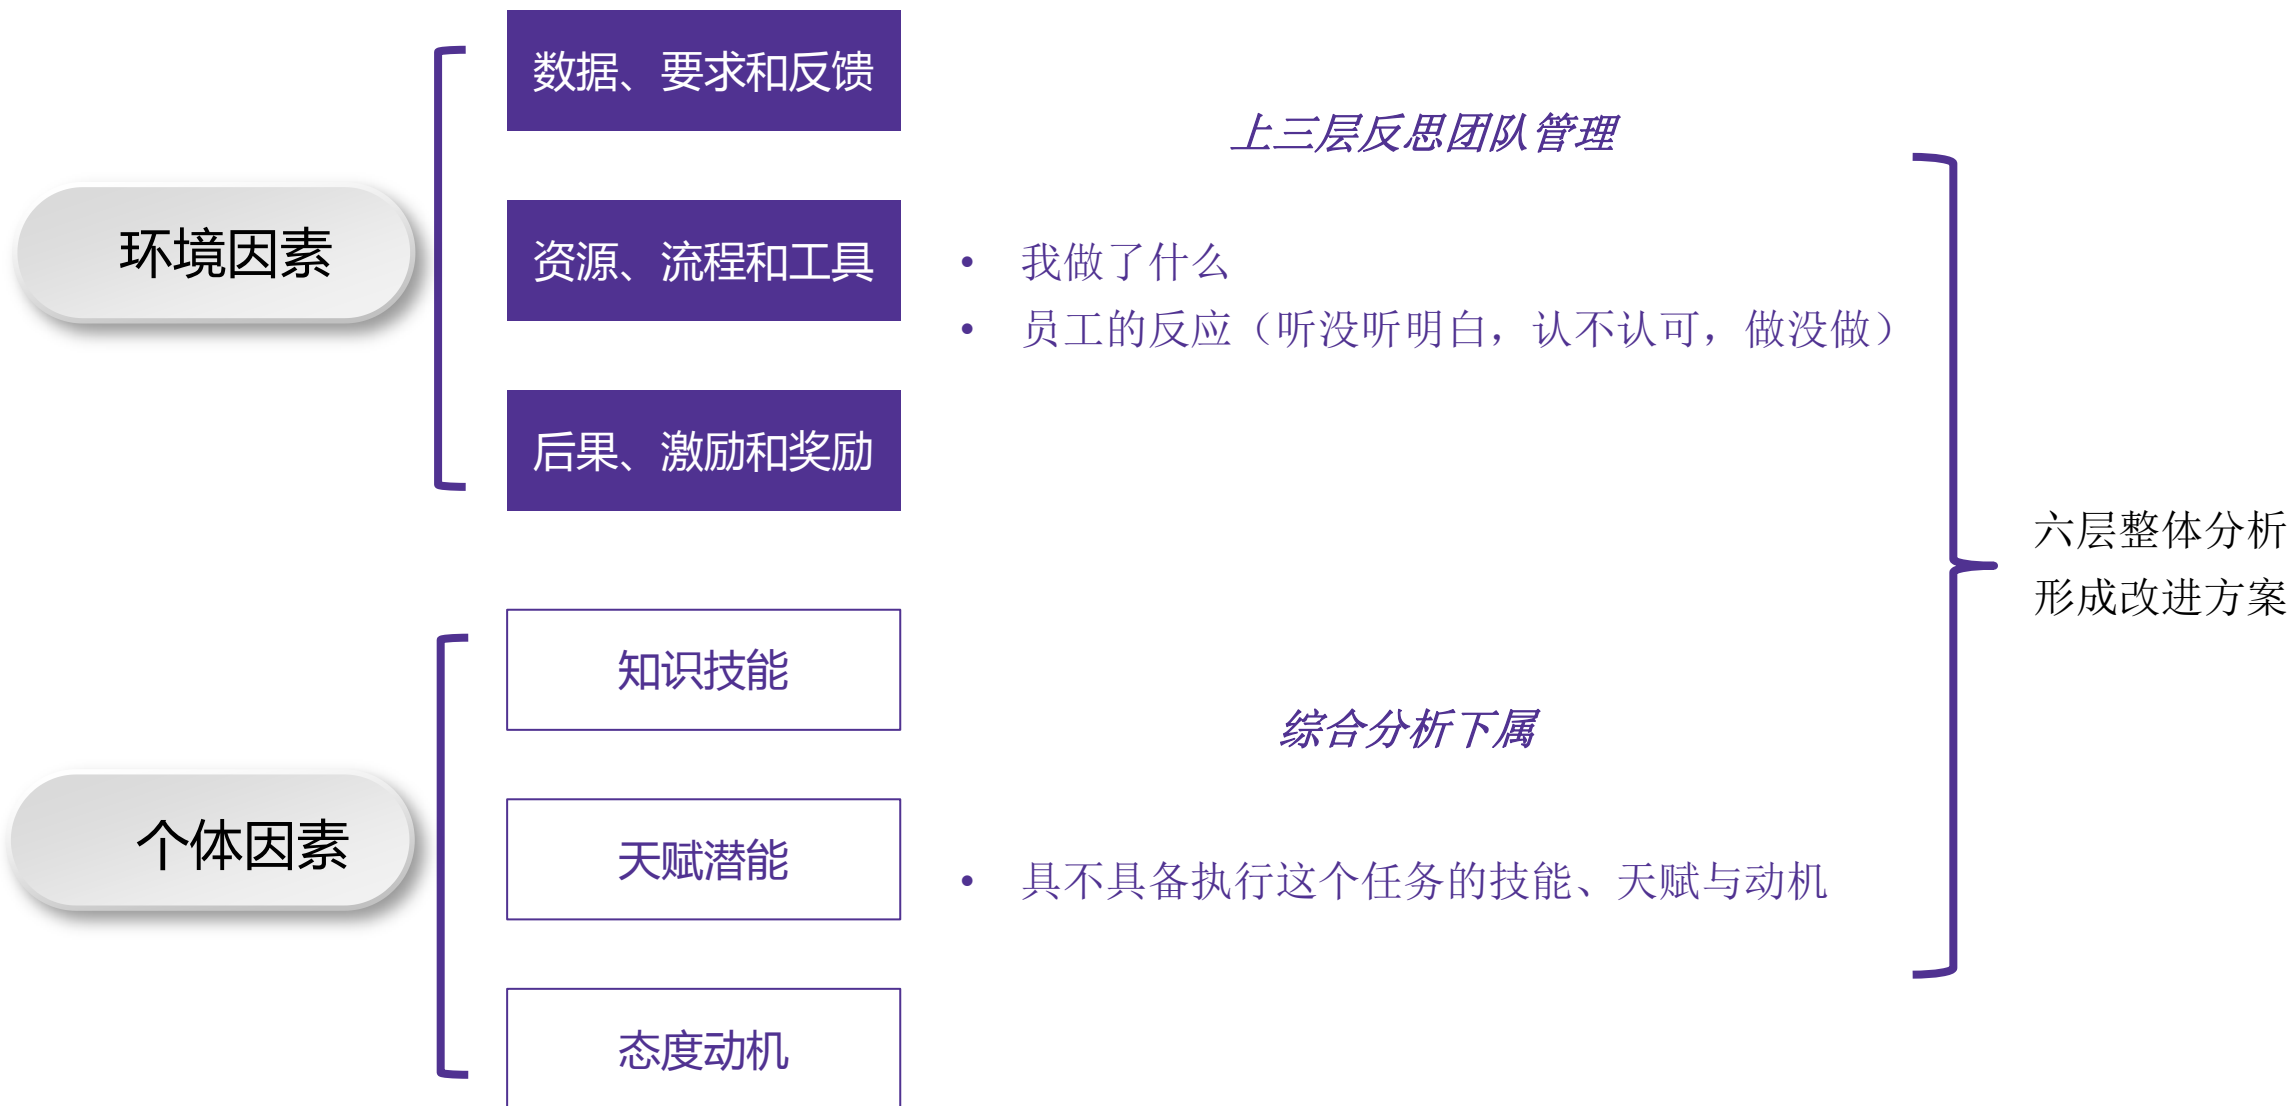 数据、要求和反馈
上三层反思团队管理
环境因素
资源、流程和工具
• 我做了什么
• 员工的反应（听没听明白，认不认可，做没做）
后果、激励和奖励
六层整体分析
形成改进方案
知识技能
综合分析下属
个体因素
天赋潜能
• 具不具备执行这个任务的技能、天赋与动机
态度动机